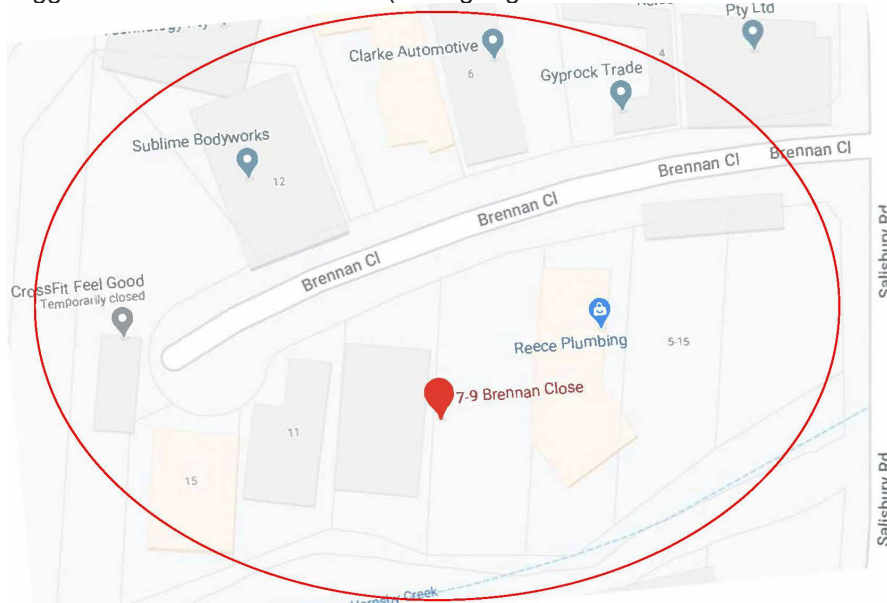 Pty Ltd
Clarke Automotive
6
4
Gyprock Trade
Sublime Bodyworks
12
Brennan Cl
Brennan Cl
Brennan Cl
Brennan Cl
Salisbury Rd
CrossFit Feel Good
Temporarily closed
Reece Plumbing
5-15
7-9 Brennan Close
11
15
Salisbury Rd
Hornsby Creek